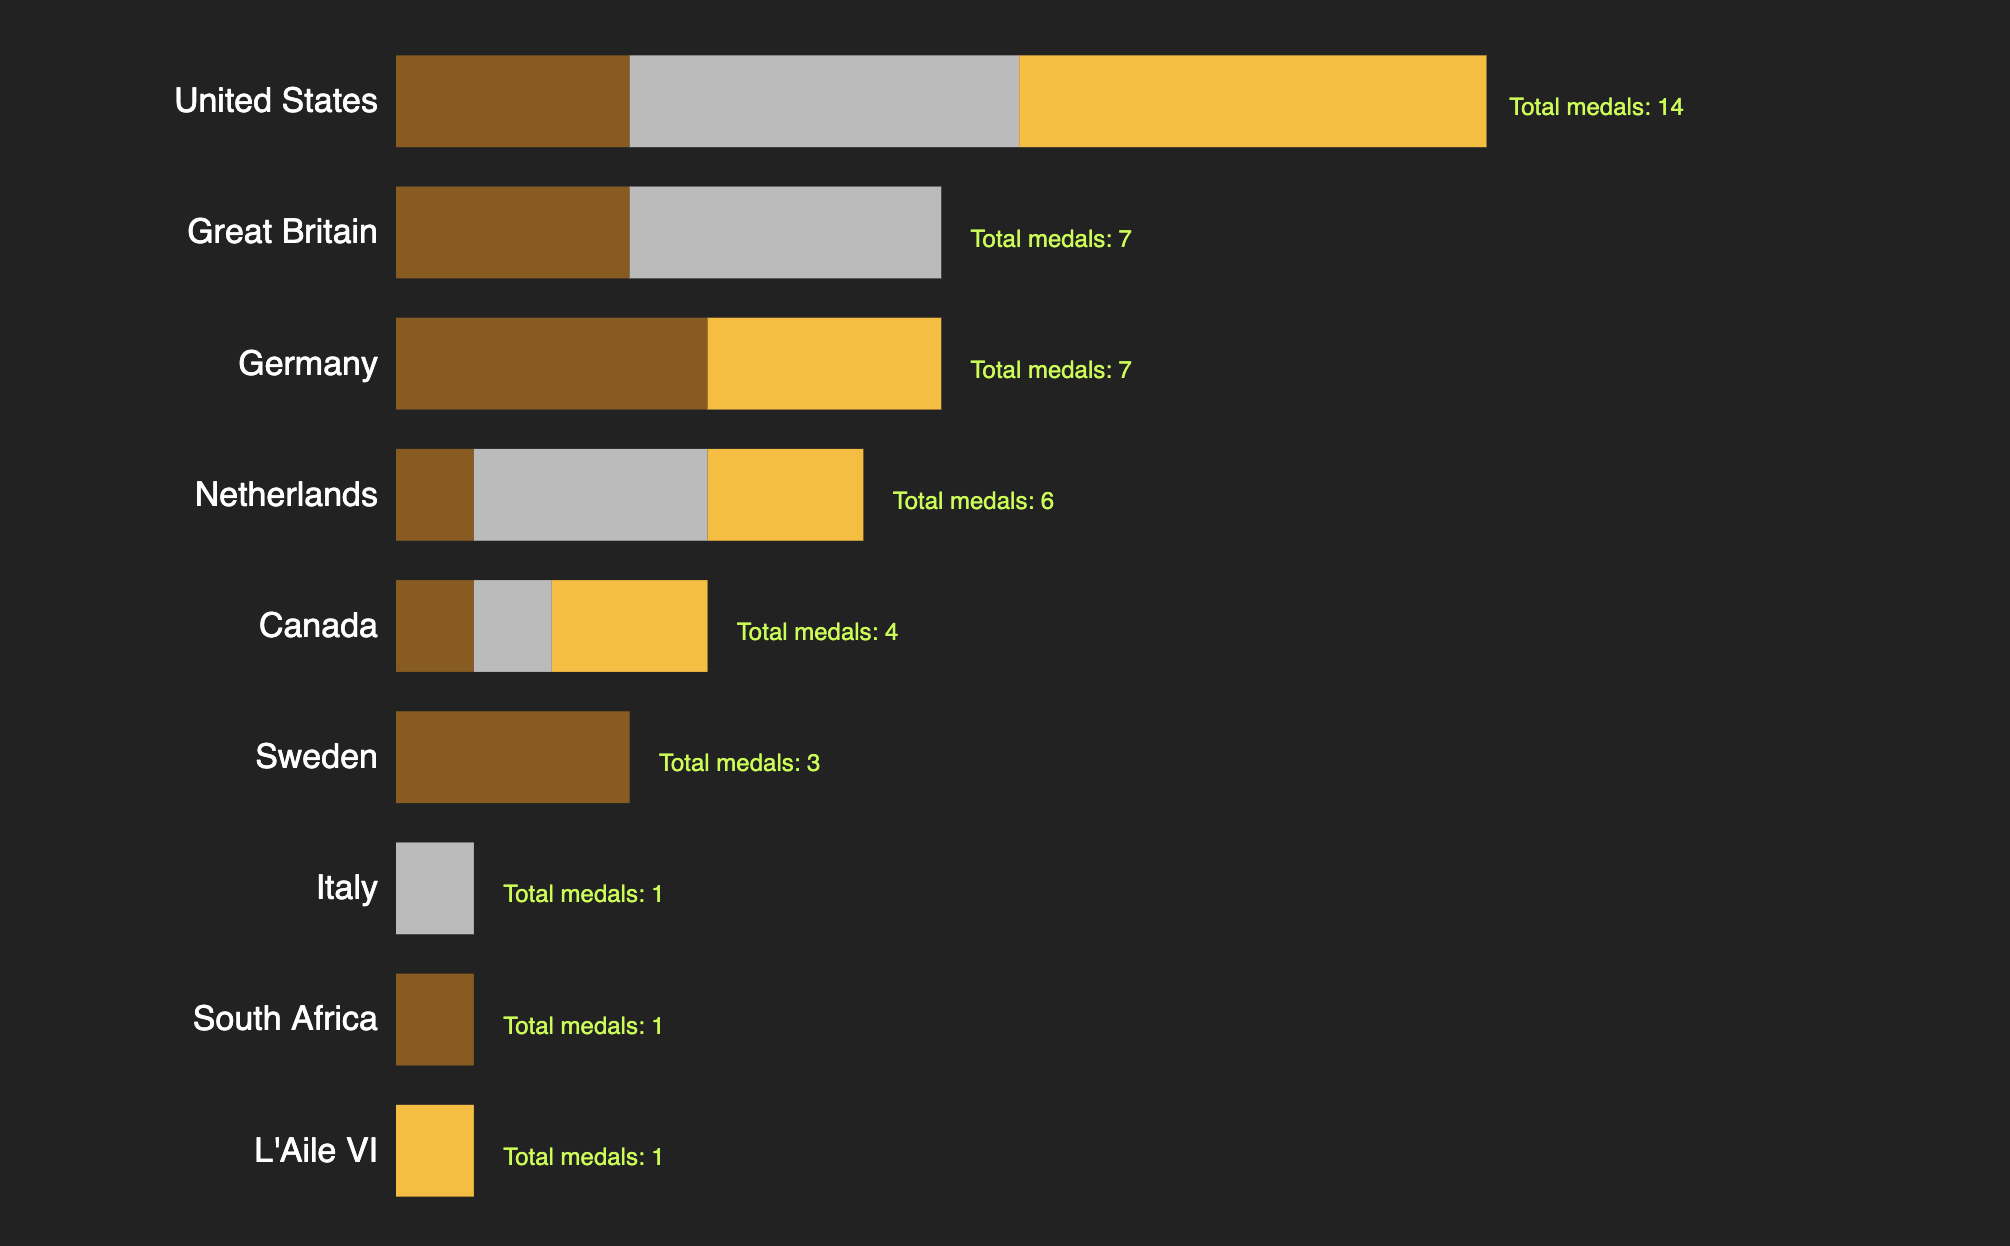 United States
Total medals: 14
Great Britain
Total medals: 7
Germany
Total medals: 7
Netherlands
Total medals: 6
Canada
Total medals: 4
Sweden
Total medals: 3
Italy
Total medals: 1
South Africa
Total medals: 1
L'Aile VI
Total medals: 1